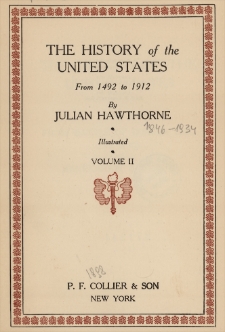 THE HISTORY of the
UNITED STATES
From 1492 to 1912
By
JULIAN HAWTHORNE
1846-1934
Illustrated
VOLUME II
P. F. COLLIER & SON
NEW YORK